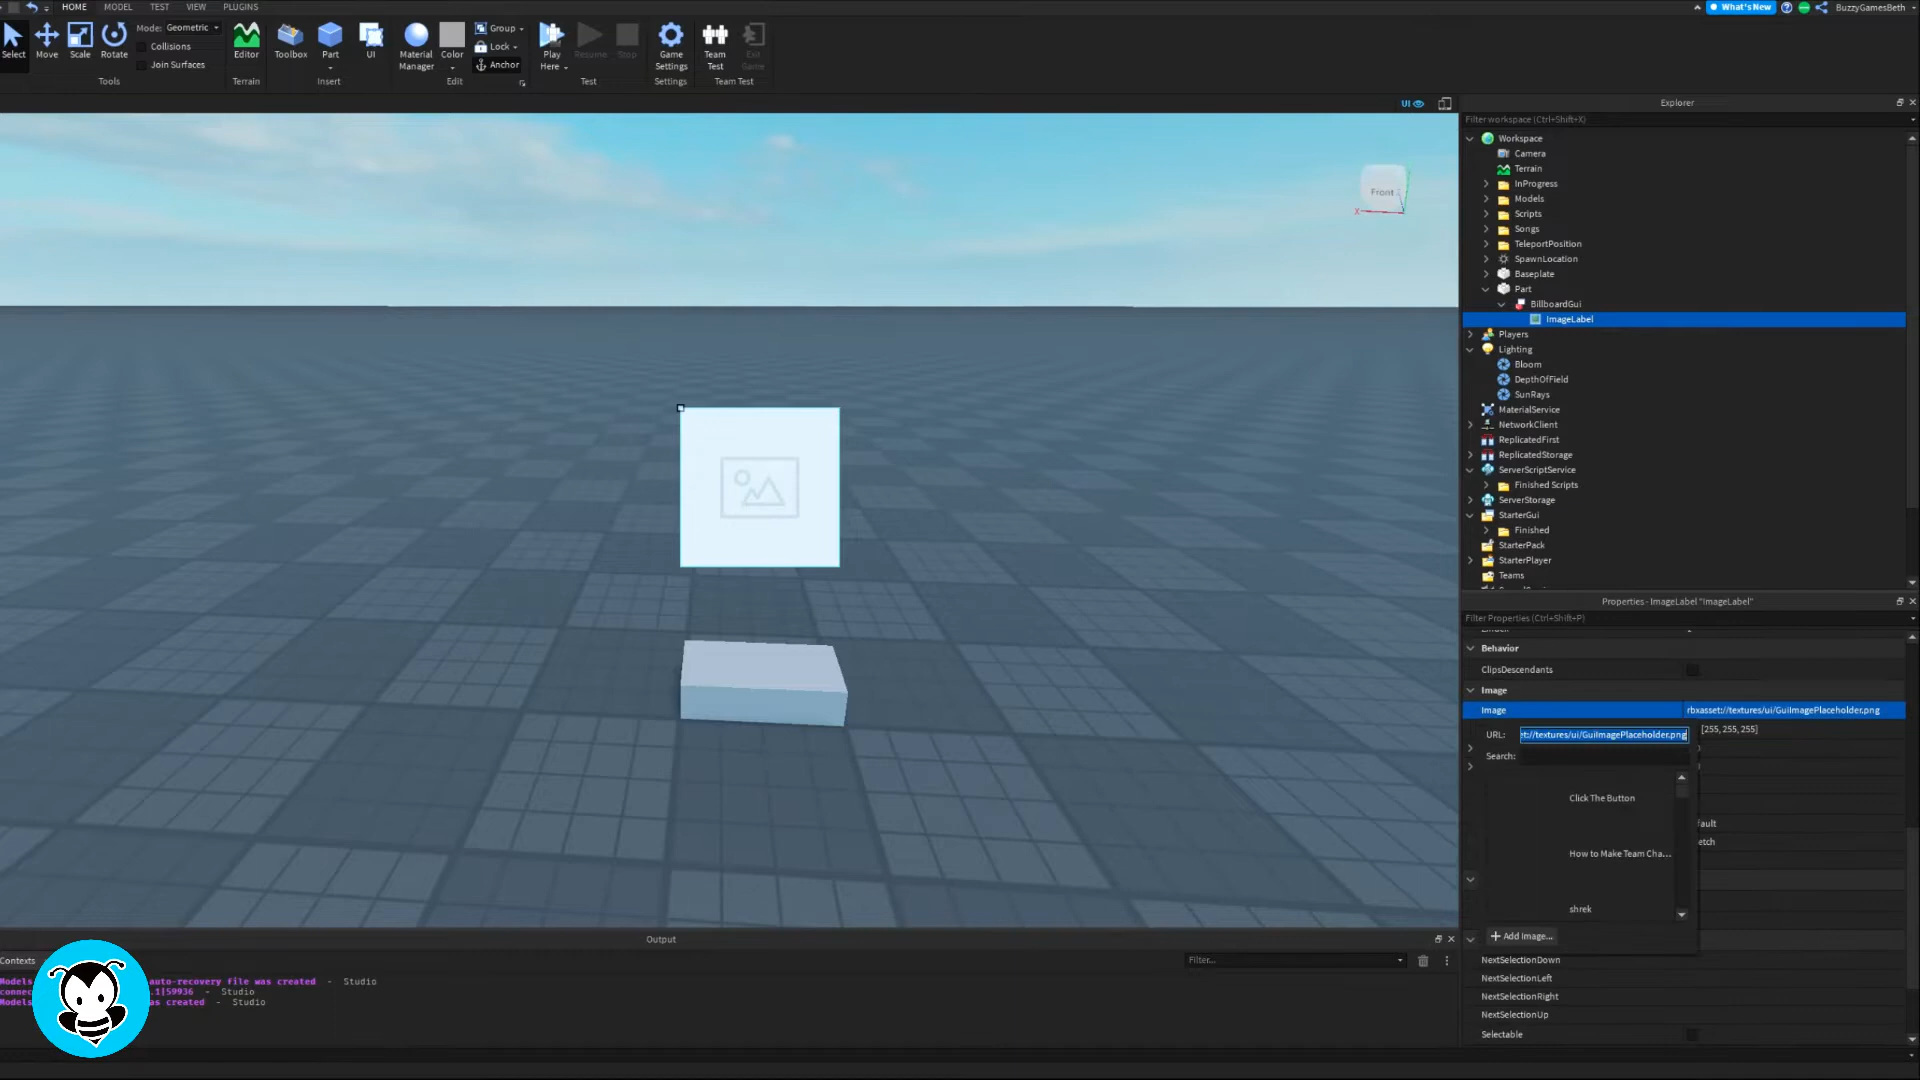 HOME MODEL TEST VIEW PLUGINS
What's New
BuzzyGamesBeth
Select Move Scale Rotate
Mode: Geometric
Collisions
Join Surfaces
Tools
Editor
Terrain
Toolbox Part UI
Insert
Material Manager
Color
Group
Lock
Anchor
Edit
Play Here
Resume Stop
Test
Game Settings
Settings
Team Test
Exit Game
Team Test
UI
Front
X
Explorer
Filter workspace (Ctrl+Shift+X)
Workspace
Camera
Terrain
InProgress
Models
Scripts
Songs
TeleportPosition
SpawnLocation
Baseplate
Part
BillboardGui
ImageLabel
Players
Lighting
Bloom
DepthOfField
SunRays
MaterialService
NetworkClient
ReplicatedFirst
ReplicatedStorage
ServerScriptService
Finished Scripts
ServerStorage
StarterGui
Finished
StarterPack
StarterPlayer
Teams
Properties - ImageLabel "ImageLabel"
Filter Properties (Ctrl+Shift+P)
Behavior
ClipsDescendants
Image
Image rbxasset://textures/ui/GuiImagePlaceholder.png
[255, 255, 255]
URL: et://textures/ui/GuiImagePlaceholder.png
Search:
Click The Button
fault
etch
How to Make Team Cha...
shrek
+ Add Image...
NextSelectionDown
NextSelectionLeft
NextSelectionRight
NextSelectionUp
Selectable
Output
Contexts
Filter...
Models auto-recovery file was created - Studio
connec .1|59936 - Studio
Models as created - Studio